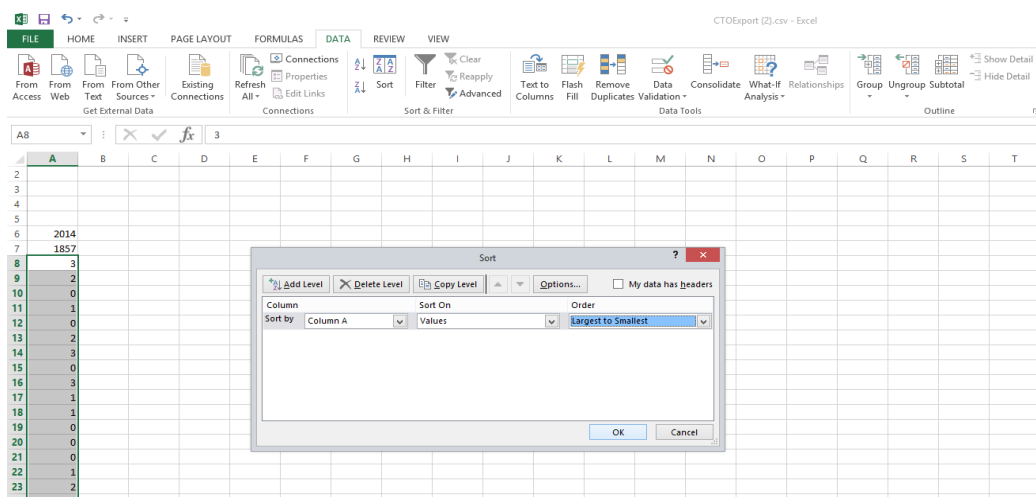 CTOExport (2).csv - Excel
FILE HOME INSERT PAGE LAYOUT FORMULAS DATA REVIEW VIEW
From Access From Web From Text From Other Sources Existing Connections Refresh All Connections Properties Edit Links Sort Filter Clear Reapply Advanced Text to Columns Flash Fill Remove Duplicates Data Validation Consolidate What-If Analysis Relationships Group Ungroup Subtotal Show Detail Hide Detail
Get External Data Connections Sort & Filter Data Tools Outline
A8 fx 3
A B C D E F G H I J K L M N O P Q R S T
2
3
4
5
6 2014
7 1857
8 3
9 2
10 0
11 1
12 0
13 2
14 3
15 0
16 3
17 1
18 1
19 0
20 0
21 0
22 1
23 2
Sort ?
Add Level Delete Level Copy Level Options... My data has headers
Column Sort On Order
Sort by Column A Values Largest to Smallest
OK Cancel